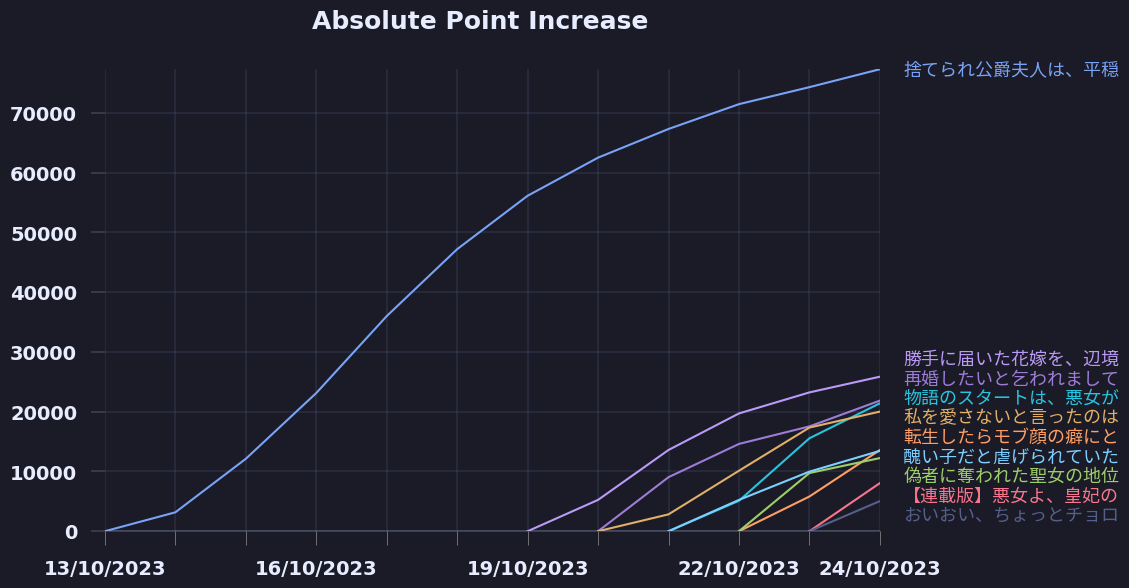 Absolute Point Increase
捨てられ公爵夫人は、平穏
70000
60000
50000
40000
30000
20000
10000
0
勝手に届いた花嫁を、辺境
再婚したいと乞われまして
物語のスタートは、悪女が
私を愛さないと言ったのは
転生したらモブ顔の癖にと
醜い子だと虐げられていた
偽者に奪われた聖女の地位
【連載版】悪女よ、皇妃の
おいおい、ちょっとチョロ
13/10/2023 16/10/2023 19/10/2023 22/10/2023 24/10/2023